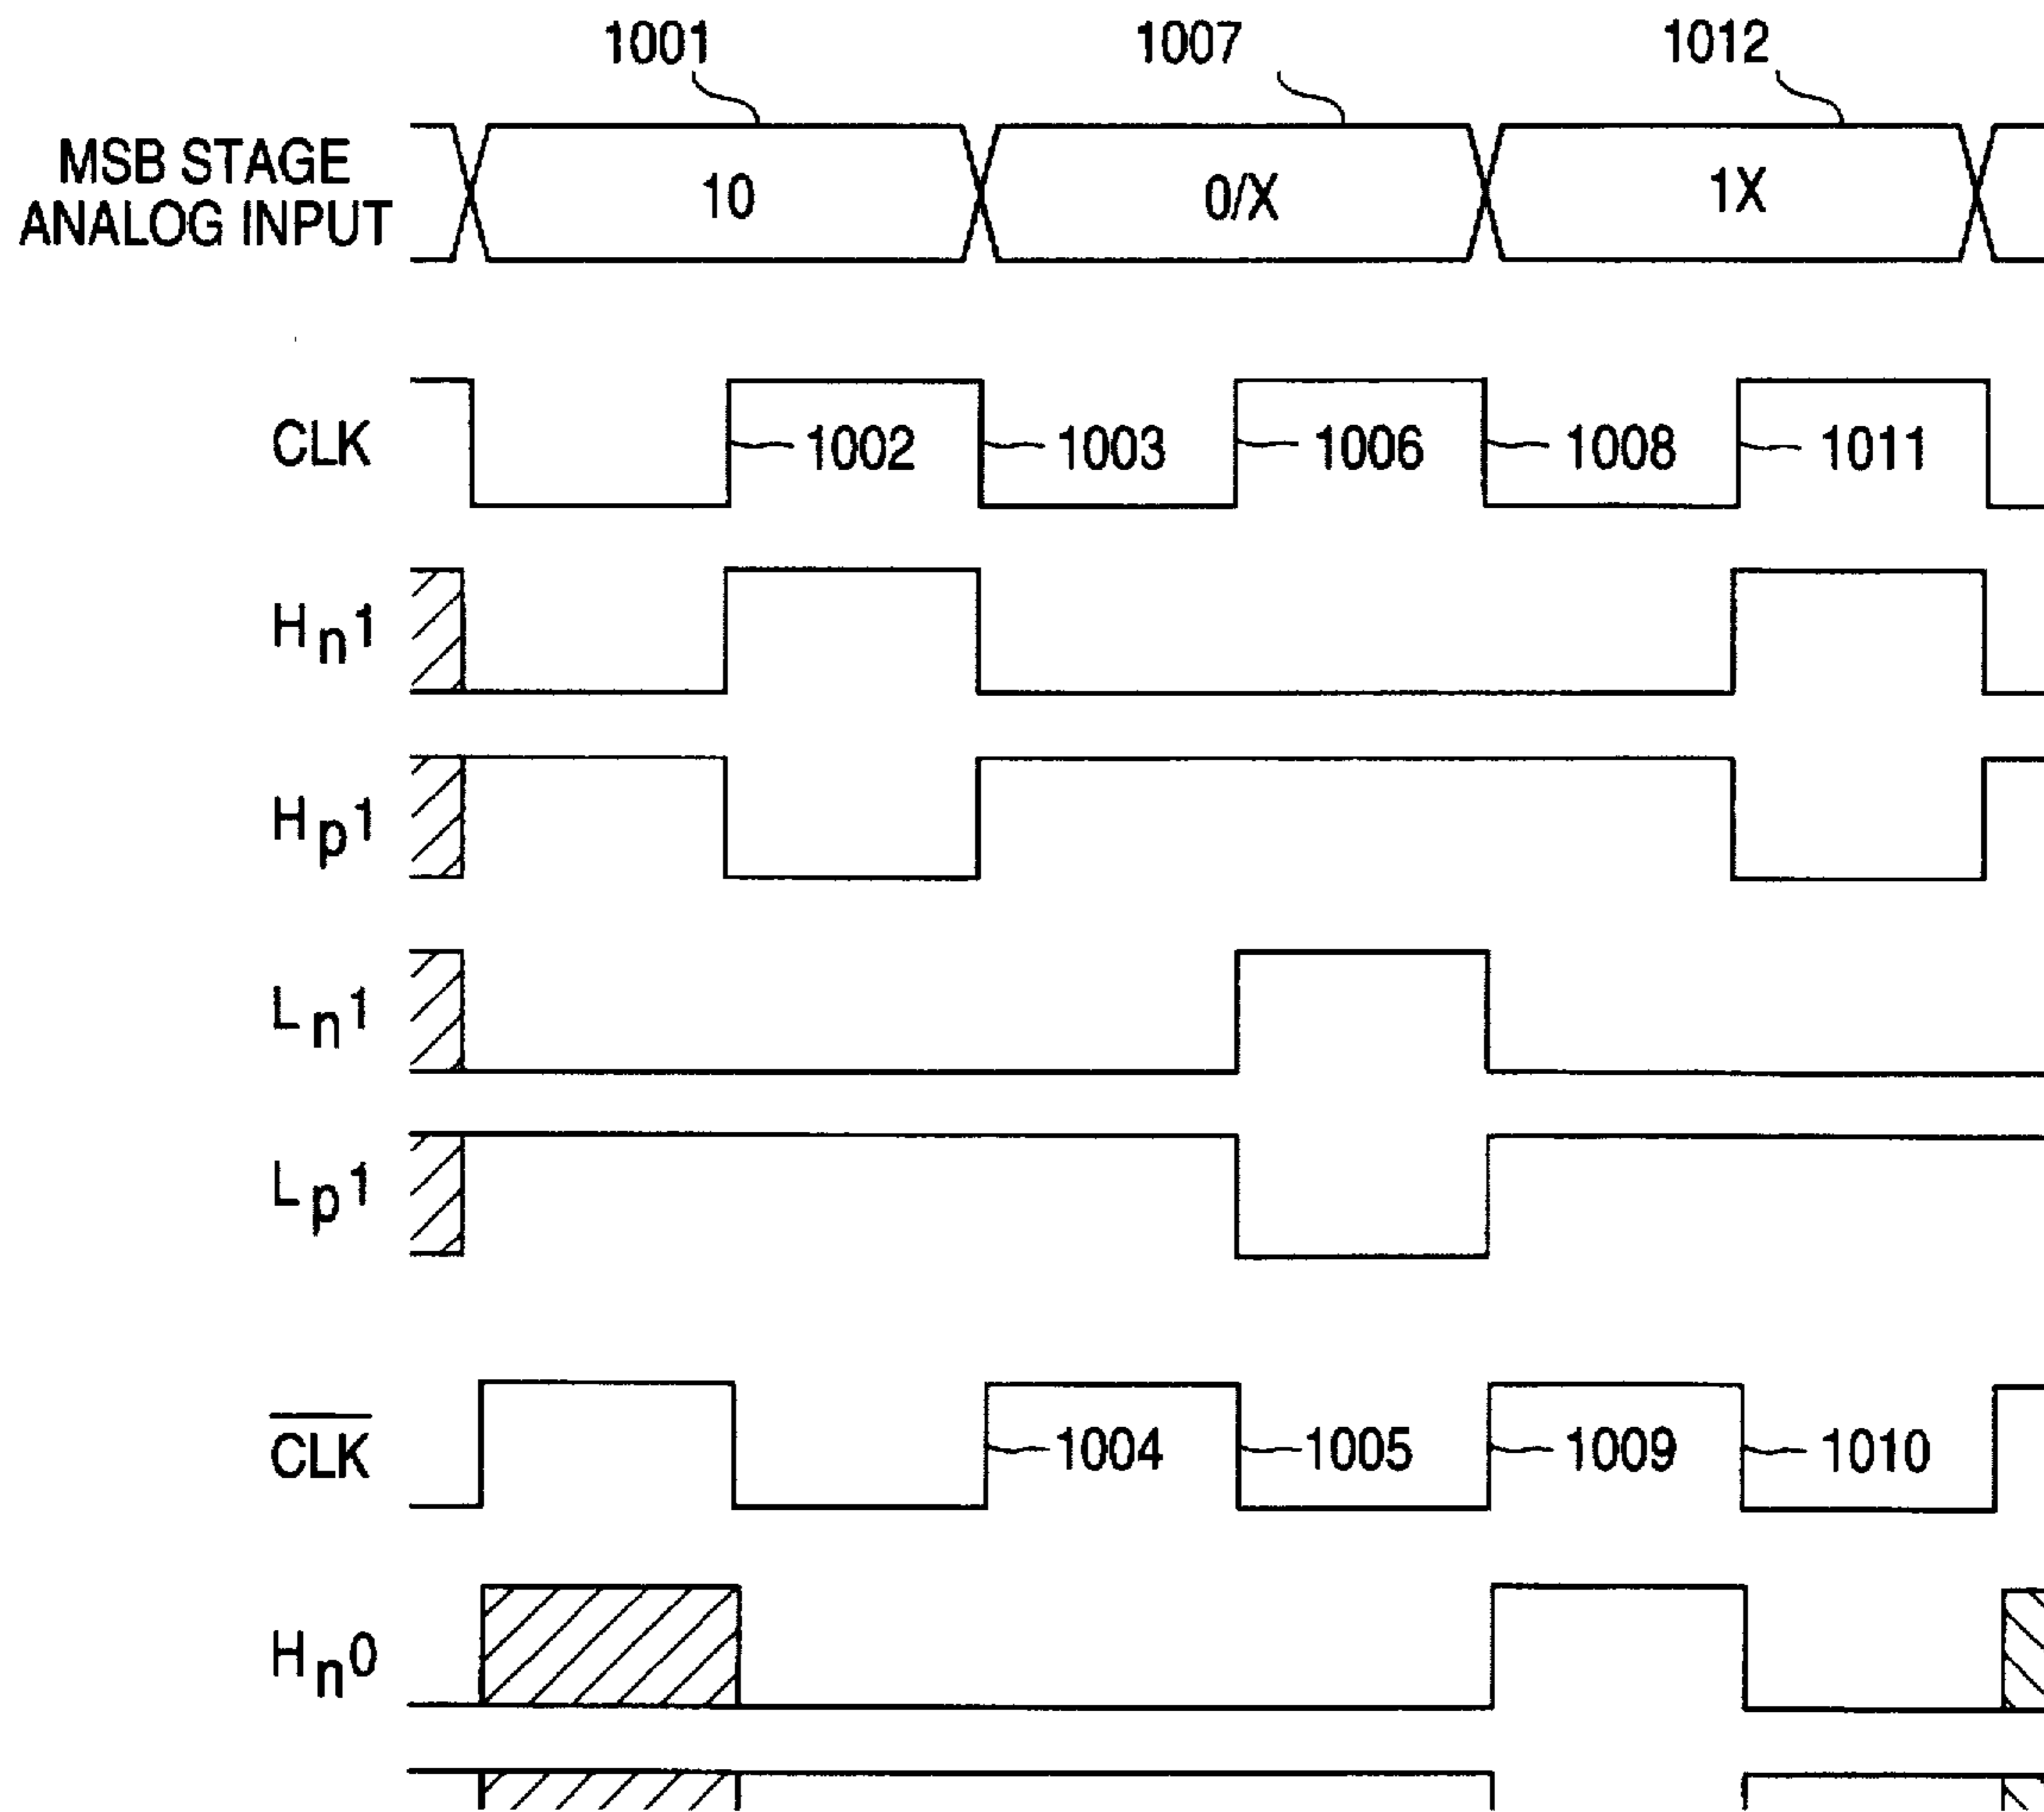 1001 1007 1012
MSB STAGE
ANALOG INPUT
10 0/X 1X
CLK 1002 1003 1006 1008 1011
Hn1
Hp1
Ln1
Lp1
CLK 1004 1005 1009 1010
Hn0